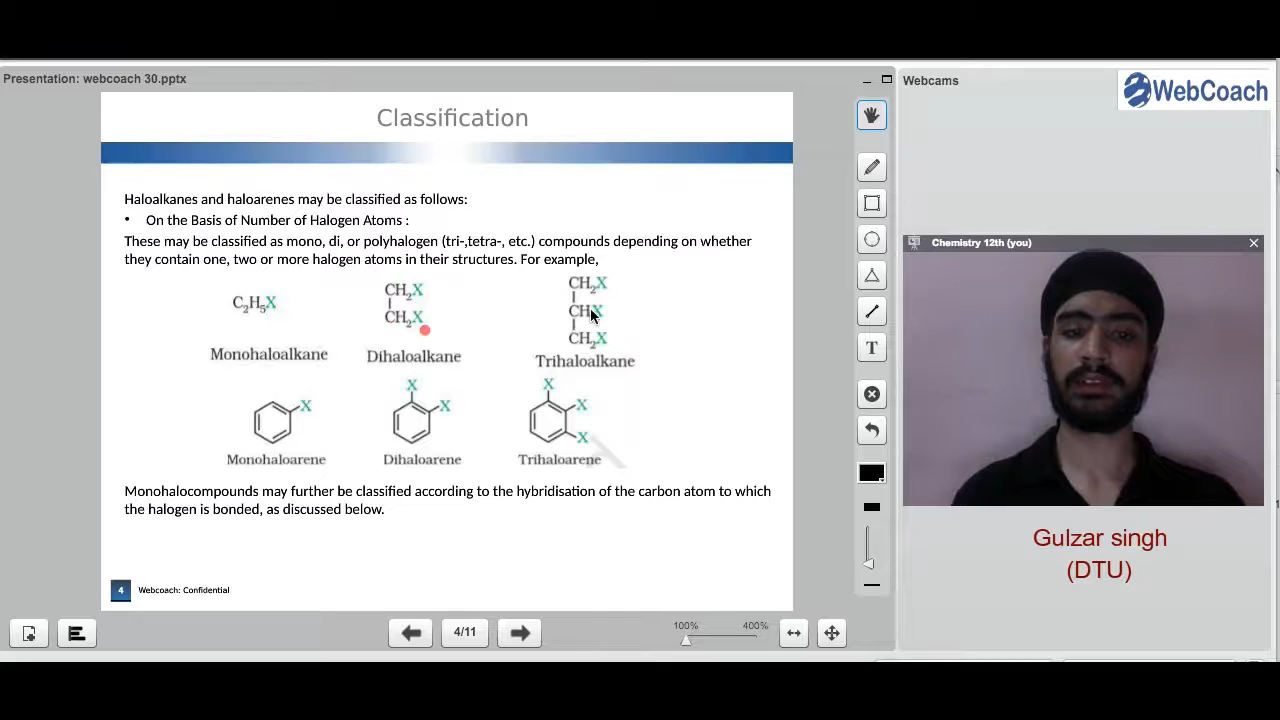 Presentation: webcoach 30.pptx
Webcams
WebCoach
Classification
Haloalkanes and haloarenes may be classified as follows:
• On the Basis of Number of Halogen Atoms :
These may be classified as mono, di, or polyhalogen (tri-,tetra-, etc.) compounds depending on whether
they contain one, two or more halogen atoms in their structures. For example,
C₂H₅X
CH₂X
CH₂X
Monohaloalkane
Dihaloalkane
CH₂X
CHX
CH₂X
Trihaloalkane
X
Monohaloarene
X
X
Dihaloarene
X
X
X
Trihaloarene
Monohalocompounds may further be classified according to the hybridisation of the carbon atom to which
the halogen is bonded, as discussed below.
4 Webcoach: Confidential
T
4/11
100% 400%
Chemistry 12th (you)
Gulzar singh
(DTU)